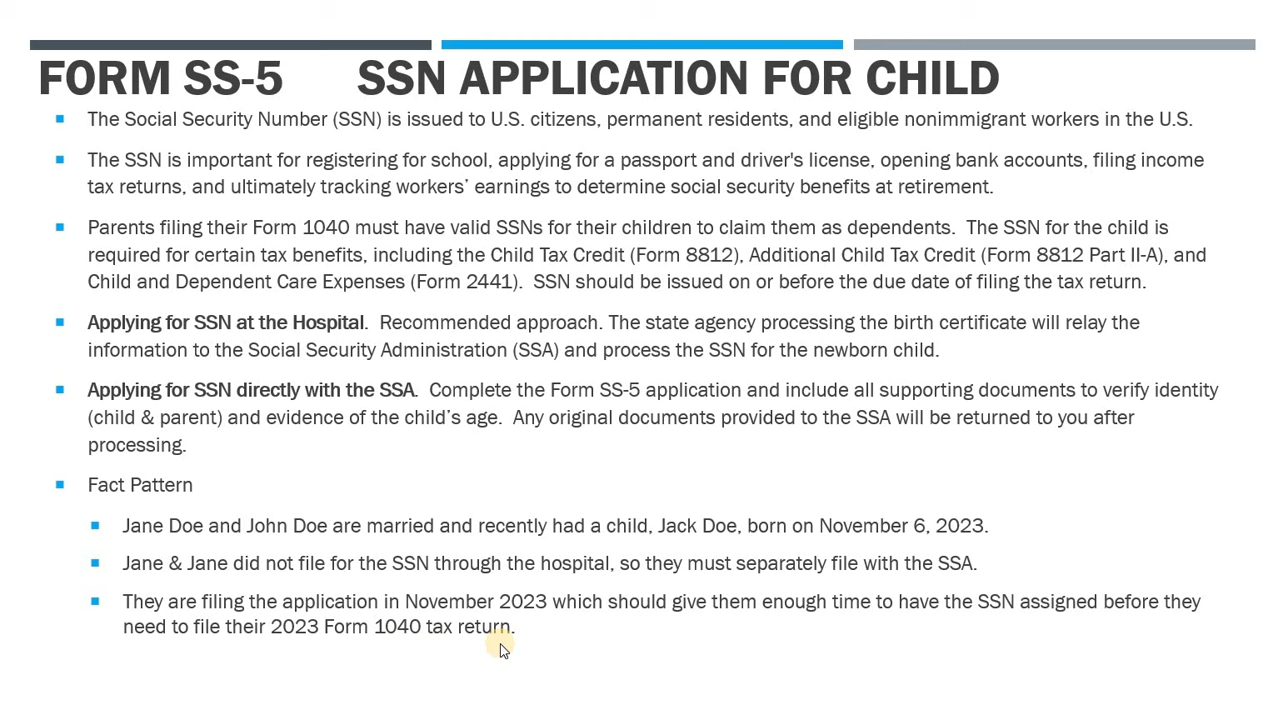 FORM SS-5 SSN APPLICATION FOR CHILD
The Social Security Number (SSN) is issued to U.S. citizens, permanent residents, and eligible nonimmigrant workers in the U.S.
The SSN is important for registering for school, applying for a passport and driver's license, opening bank accounts, filing income
tax returns, and ultimately tracking workers’ earnings to determine social security benefits at retirement.
Parents filing their Form 1040 must have valid SSNs for their children to claim them as dependents. The SSN for the child is
required for certain tax benefits, including the Child Tax Credit (Form 8812), Additional Child Tax Credit (Form 8812 Part II-A), and
Child and Dependent Care Expenses (Form 2441). SSN should be issued on or before the due date of filing the tax return.
Applying for SSN at the Hospital. Recommended approach. The state agency processing the birth certificate will relay the
information to the Social Security Administration (SSA) and process the SSN for the newborn child.
Applying for SSN directly with the SSA. Complete the Form SS-5 application and include all supporting documents to verify identity
(child & parent) and evidence of the child’s age. Any original documents provided to the SSA will be returned to you after
processing.
Fact Pattern
Jane Doe and John Doe are married and recently had a child, Jack Doe, born on November 6, 2023.
Jane & Jane did not file for the SSN through the hospital, so they must separately file with the SSA.
They are filing the application in November 2023 which should give them enough time to have the SSN assigned before they
need to file their 2023 Form 1040 tax return.